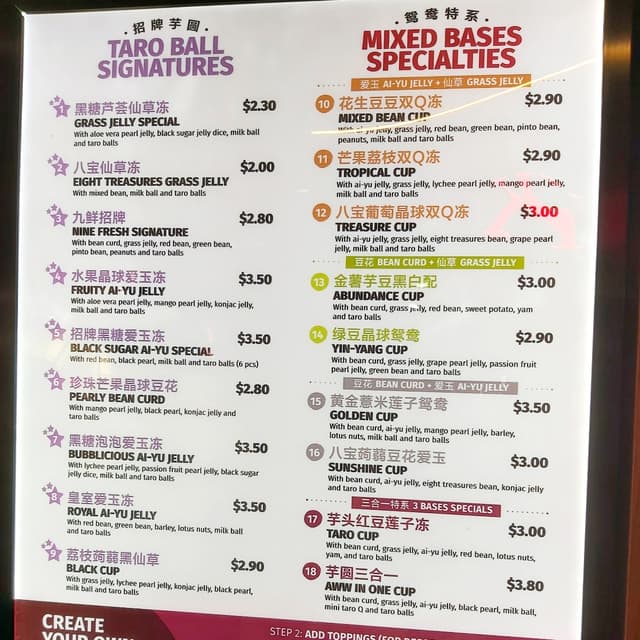 ·招牌芋圆·
TARO BALL
SIGNATURES
1 黑糖芦荟仙草冻 $2.30
GRASS JELLY SPECIAL
With aloe vera pearl jelly, black sugar jelly dice, milk ball
and taro balls
2 八宝仙草冻 $2.00
EIGHT TREASURES GRASS JELLY
With mixed bean, milk ball and taro balls
3 九鲜招牌 $2.80
NINE FRESH SIGNATURE
With bean curd, grass jelly, red bean, green bean,
pinto bean, peanuts and taro balls
4 水果晶球爱玉冻 $3.50
FRUITY AI-YU JELLY
With aloe vera pearl jelly, mango pearl jelly, konjac jelly,
milk ball and taro balls
5 招牌黑糖爱玉冻 $3.50
BLACK SUGAR AI-YU SPECIAL
With red bean, black pearl, milk ball and taro balls (6 pcs)
6 珍珠芒果晶球豆花 $2.80
PEARLY BEAN CURD
With mango pearl jelly, black pearl, konjac jelly and
taro balls
7 黑糖泡泡爱玉冻 $3.50
BUBBLICIOUS AI-YU JELLY
With lychee pearl jelly, passion fruit pearl jelly, black sugar
jelly dice, milk ball and taro balls
8 皇室爱玉冻 $3.50
ROYAL AI-YU JELLY
With red bean, green bean, barley, lotus nuts, milk ball
and taro balls
9 荔枝蒟蒻黑仙草 $2.90
BLACK CUP
With grass jelly, lychee pearl jelly, konjac jelly, black pearl,
milk ball and taro balls
·鸳鸯特系·
MIXED BASES
SPECIALTIES
爱玉 AI-YU JELLY + 仙草 GRASS JELLY
10 花生豆豆双Q冻 $2.90
MIXED BEAN CUP
With ai-yu jelly, grass jelly, red bean, green bean, pinto bean,
peanuts, milk ball and taro balls
11 芒果荔枝双Q冻 $2.90
TROPICAL CUP
With ai-yu jelly, grass jelly, lychee pearl jelly, mango pearl jelly,
milk ball and taro balls
12 八宝葡萄晶球双Q冻 $3.00
TREASURE CUP
With ai-yu jelly, grass jelly, eight treasures bean, grape pearl
jelly, milk ball and taro balls
豆花 BEAN CURD + 仙草 GRASS JELLY
13 金薯芋豆黑白配 $3.00
ABUNDANCE CUP
With bean curd, grass jelly, red bean, sweet potato, yam
and taro balls
14 绿豆晶球鸳鸯 $2.90
YIN-YANG CUP
With bean curd, grass jelly, grape pearl jelly, passion fruit
pearl jelly, green bean and taro balls
豆花 BEAN CURD + 爱玉 AI-YU JELLY
15 黄金薏米莲子鸳鸯 $3.50
GOLDEN CUP
With bean curd, ai-yu jelly, mango pearl jelly, barley,
lotus nuts, milk ball and taro balls
16 八宝蒟蒻豆花爱玉 $3.00
SUNSHINE CUP
With bean curd, ai-yu jelly, eight treasures bean, konjac jelly
and taro balls
三合一特系 3 BASES SPECIALS
17 芋头红豆莲子冻 $3.00
TARO CUP
With bean curd, grass jelly, ai-yu jelly, red bean, lotus nuts,
yam, and taro balls
18 芋圆三合一 $3.80
AWW IN ONE CUP
With bean curd, grass jelly, ai-yu jelly, black pearl, milk ball,
mini taro Q and taro balls
CREATE
YOUR OWN
STEP 2: ADD TOPPINGS (FOR